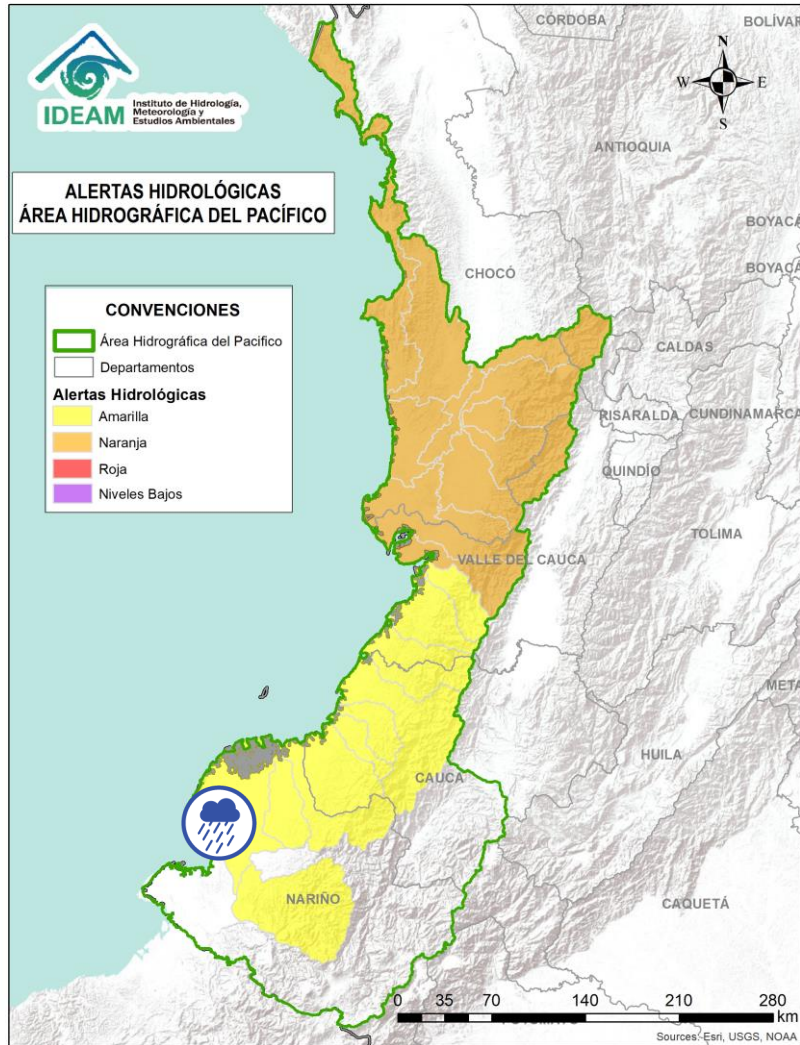 CÓRDOBA
BOLÍVAR
N
W E
S
IDEAM
Instituto de Hidrología,
Meteorología y
Estudios Ambientales
ANTIOQUIA
ALERTAS HIDROLÓGICAS
ÁREA HIDROGRÁFICA DEL PACÍFICO
BOYACÁ
BOYACÁ
CHOCÓ
CONVENCIONES
Área Hidrográfica del Pacifico
Departamentos
Alertas Hidrológicas
Amarilla
Naranja
Roja
Niveles Bajos
CALDAS
RISARALDA
CUNDINAMARCA
QUINDÍO
TOLIMA
VALLE DEL CAUCA
META
HUILA
CAUCA
NARIÑO
CAQUETÁ
0 35 70 140 210 280
km
Sources: Esri, USGS, NOAA